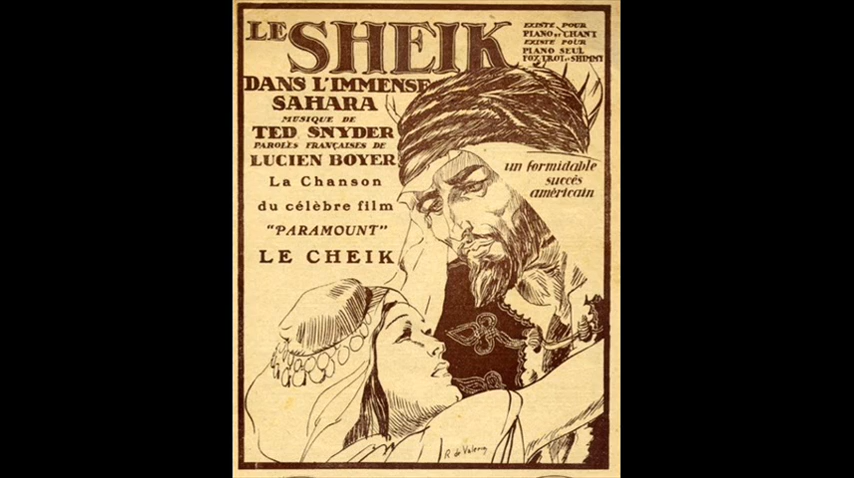 LE SHEIK
DANS L'IMMENSE
SAHARA
MUSIQUE DE
TED SNYDER
PAROLES FRANÇAISES DE
LUCIEN BOYER
La Chanson
du célèbre film
"PARAMOUNT"
LE CHEIK
EXISTE POUR
PIANO et CHANT
EXISTE POUR
PIANO SEUL
FOX TROT et SHIMMY
un formidable
succès
américain
R de Valerio